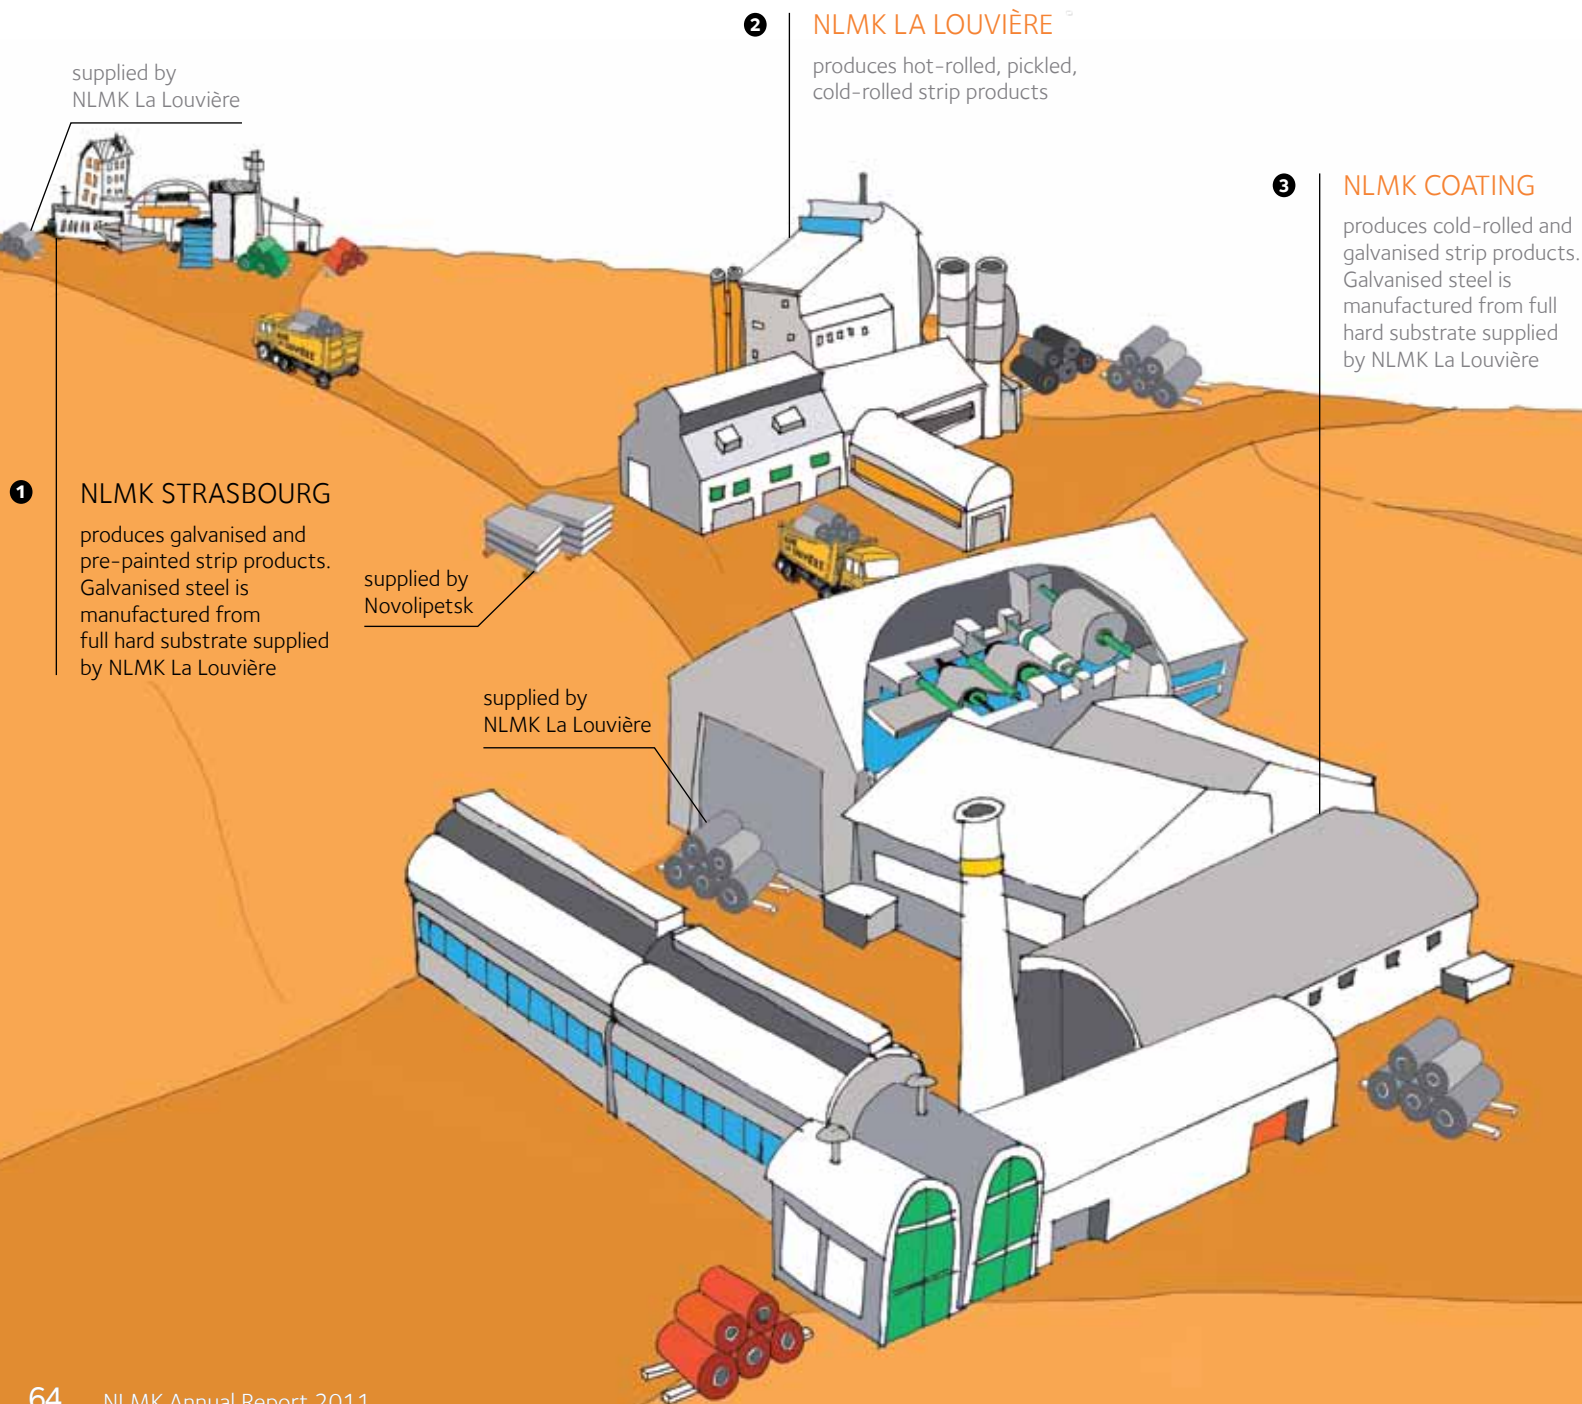 2
NLMK LA LOUVIÈRE
produces hot-rolled, pickled,
cold-rolled strip products
supplied by
NLMK La Louvière
3
NLMK COATING
produces cold-rolled and
galvanised strip products.
Galvanised steel is
manufactured from full
hard substrate supplied
by NLMK La Louvière
1
NLMK STRASBOURG
produces galvanised and
pre-painted strip products.
Galvanised steel is
manufactured from
full hard substrate supplied
by NLMK La Louvière
supplied by
Novolipetsk
supplied by
NLMK La Louvière
64 NLMK Annual Report 2011